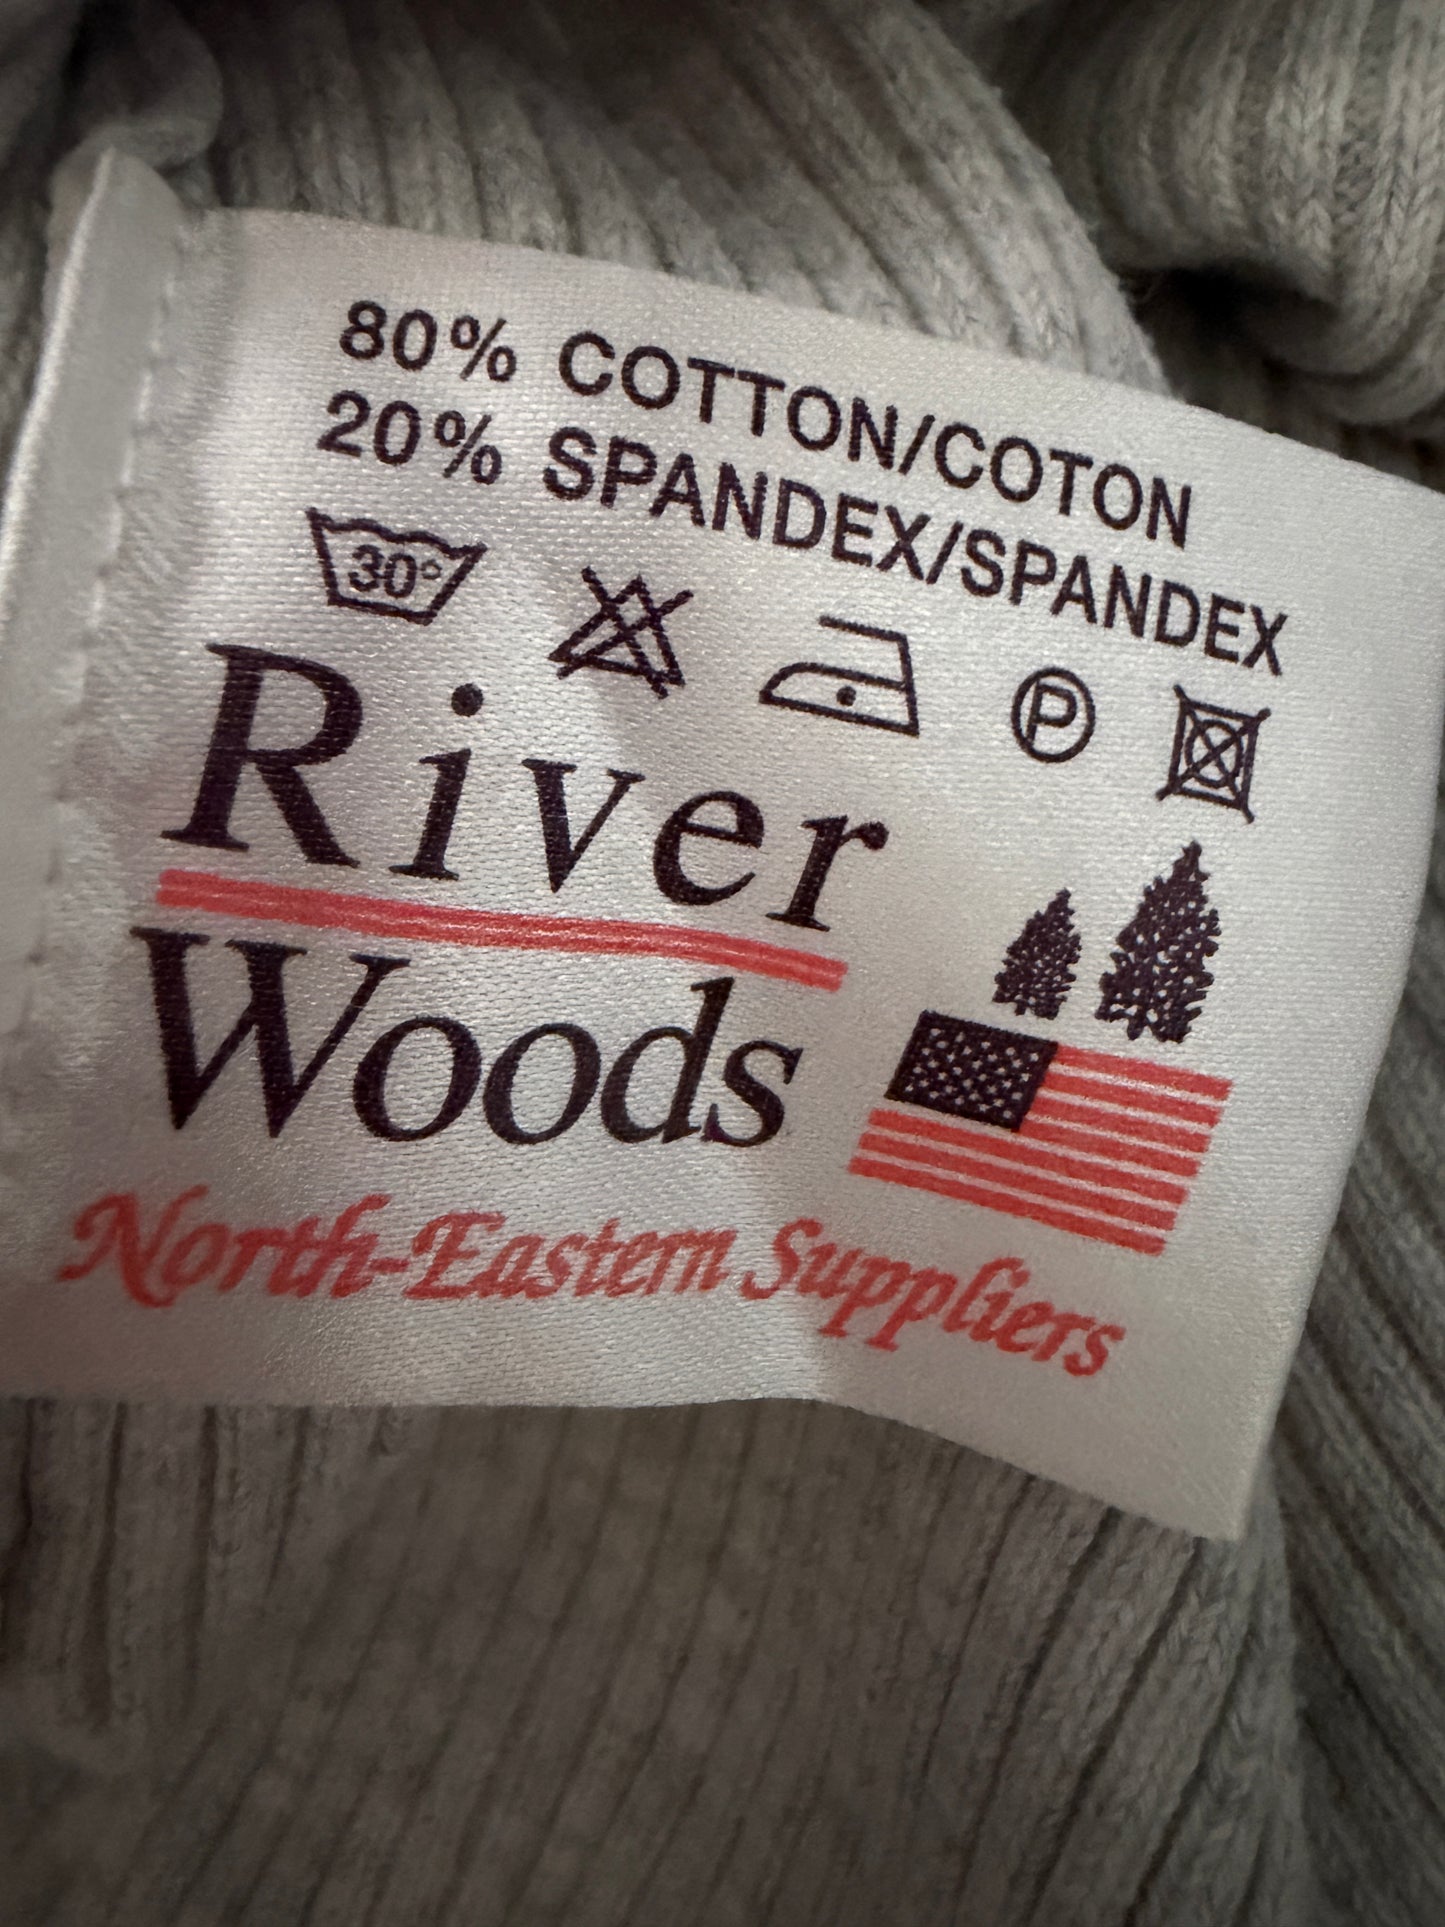 80% COTTON/COTON
20% SPANDEX/SPANDEX
30° P
River
Woods
North-Eastern Suppliers